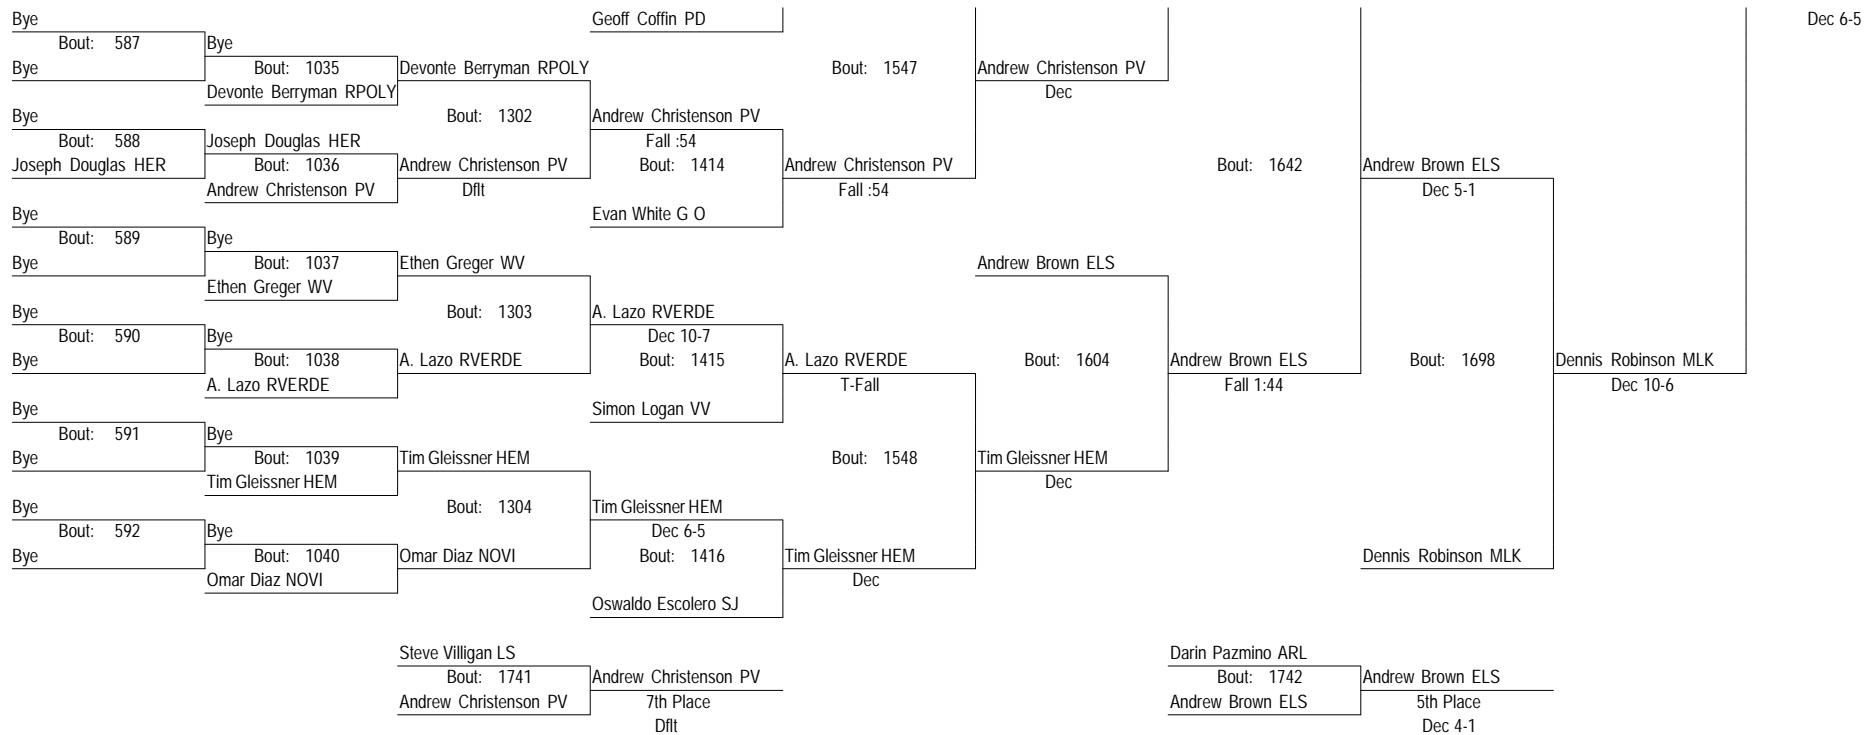 Bye
Geoff Coffin PD
Dec 6-5
Bout: 587
Bye
Bye
Bout: 1035
Devonte Berryman RPOLY
Bout: 1547
Andrew Christenson PV
Devonte Berryman RPOLY
Dec
Bye
Bout: 1302
Andrew Christenson PV
Bout: 588
Joseph Douglas HER
Fall :54
Joseph Douglas HER
Bout: 1036
Andrew Christenson PV
Bout: 1414
Andrew Christenson PV
Bout: 1642
Andrew Brown ELS
Andrew Christenson PV
Dflt
Fall :54
Dec 5-1
Bye
Evan White G O
Bout: 589
Bye
Bye
Bout: 1037
Ethen Greger WV
Andrew Brown ELS
Ethen Greger WV
Bye
Bout: 1303
A. Lazo RVERDE
Bout: 590
Bye
Dec 10-7
Bye
Bout: 1038
A. Lazo RVERDE
Bout: 1415
A. Lazo RVERDE
Bout: 1604
Andrew Brown ELS
Bout: 1698
Dennis Robinson MLK
A. Lazo RVERDE
T-Fall
Fall 1:44
Dec 10-6
Bye
Simon Logan VV
Bout: 591
Bye
Bye
Bout: 1039
Tim Gleissner HEM
Bout: 1548
Tim Gleissner HEM
Tim Gleissner HEM
Dec
Bye
Bout: 1304
Tim Gleissner HEM
Bout: 592
Bye
Dec 6-5
Bye
Bout: 1040
Omar Diaz NOVI
Bout: 1416
Tim Gleissner HEM
Dennis Robinson MLK
Omar Diaz NOVI
Dec
Oswaldo Escolero SJ
Steve Villigan LS
Darin Pazmino ARL
Bout: 1741
Andrew Christenson PV
Bout: 1742
Andrew Brown ELS
Andrew Christenson PV
7th Place
Andrew Brown ELS
5th Place
Dflt
Dec 4-1